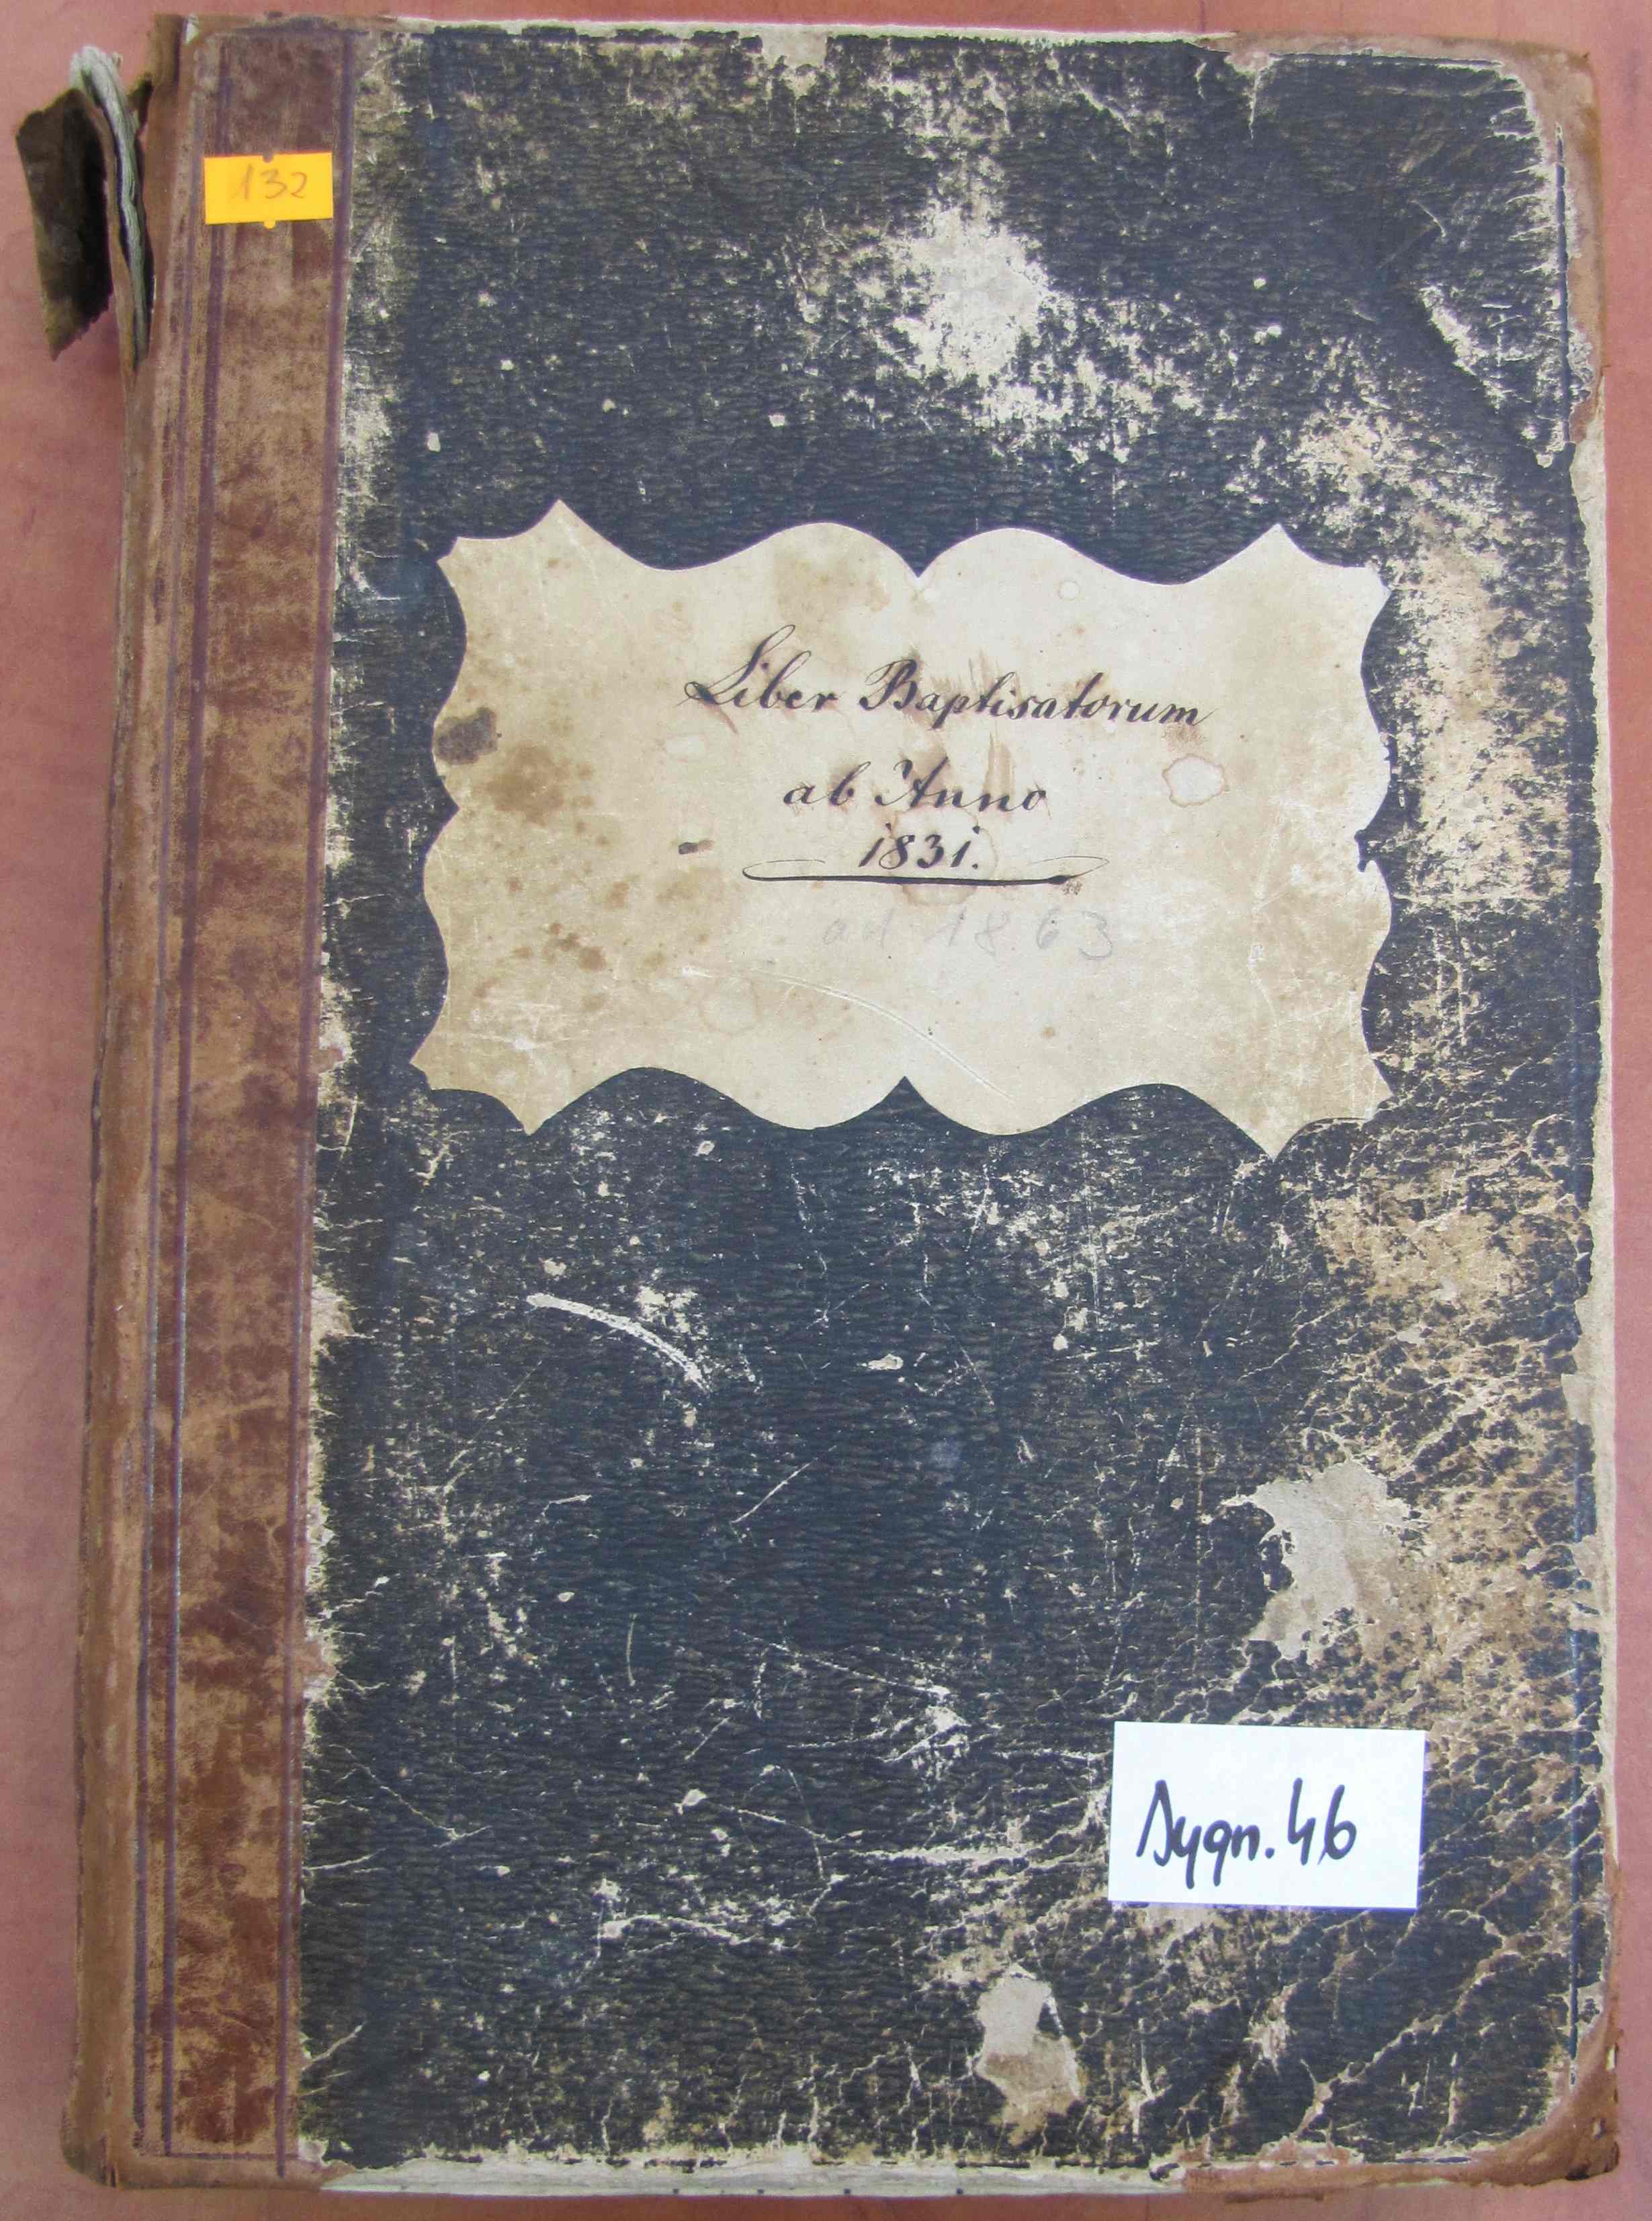 132
Liber Baptisatorum
ab Anno
1831.
ad 1863
Sygn. 46